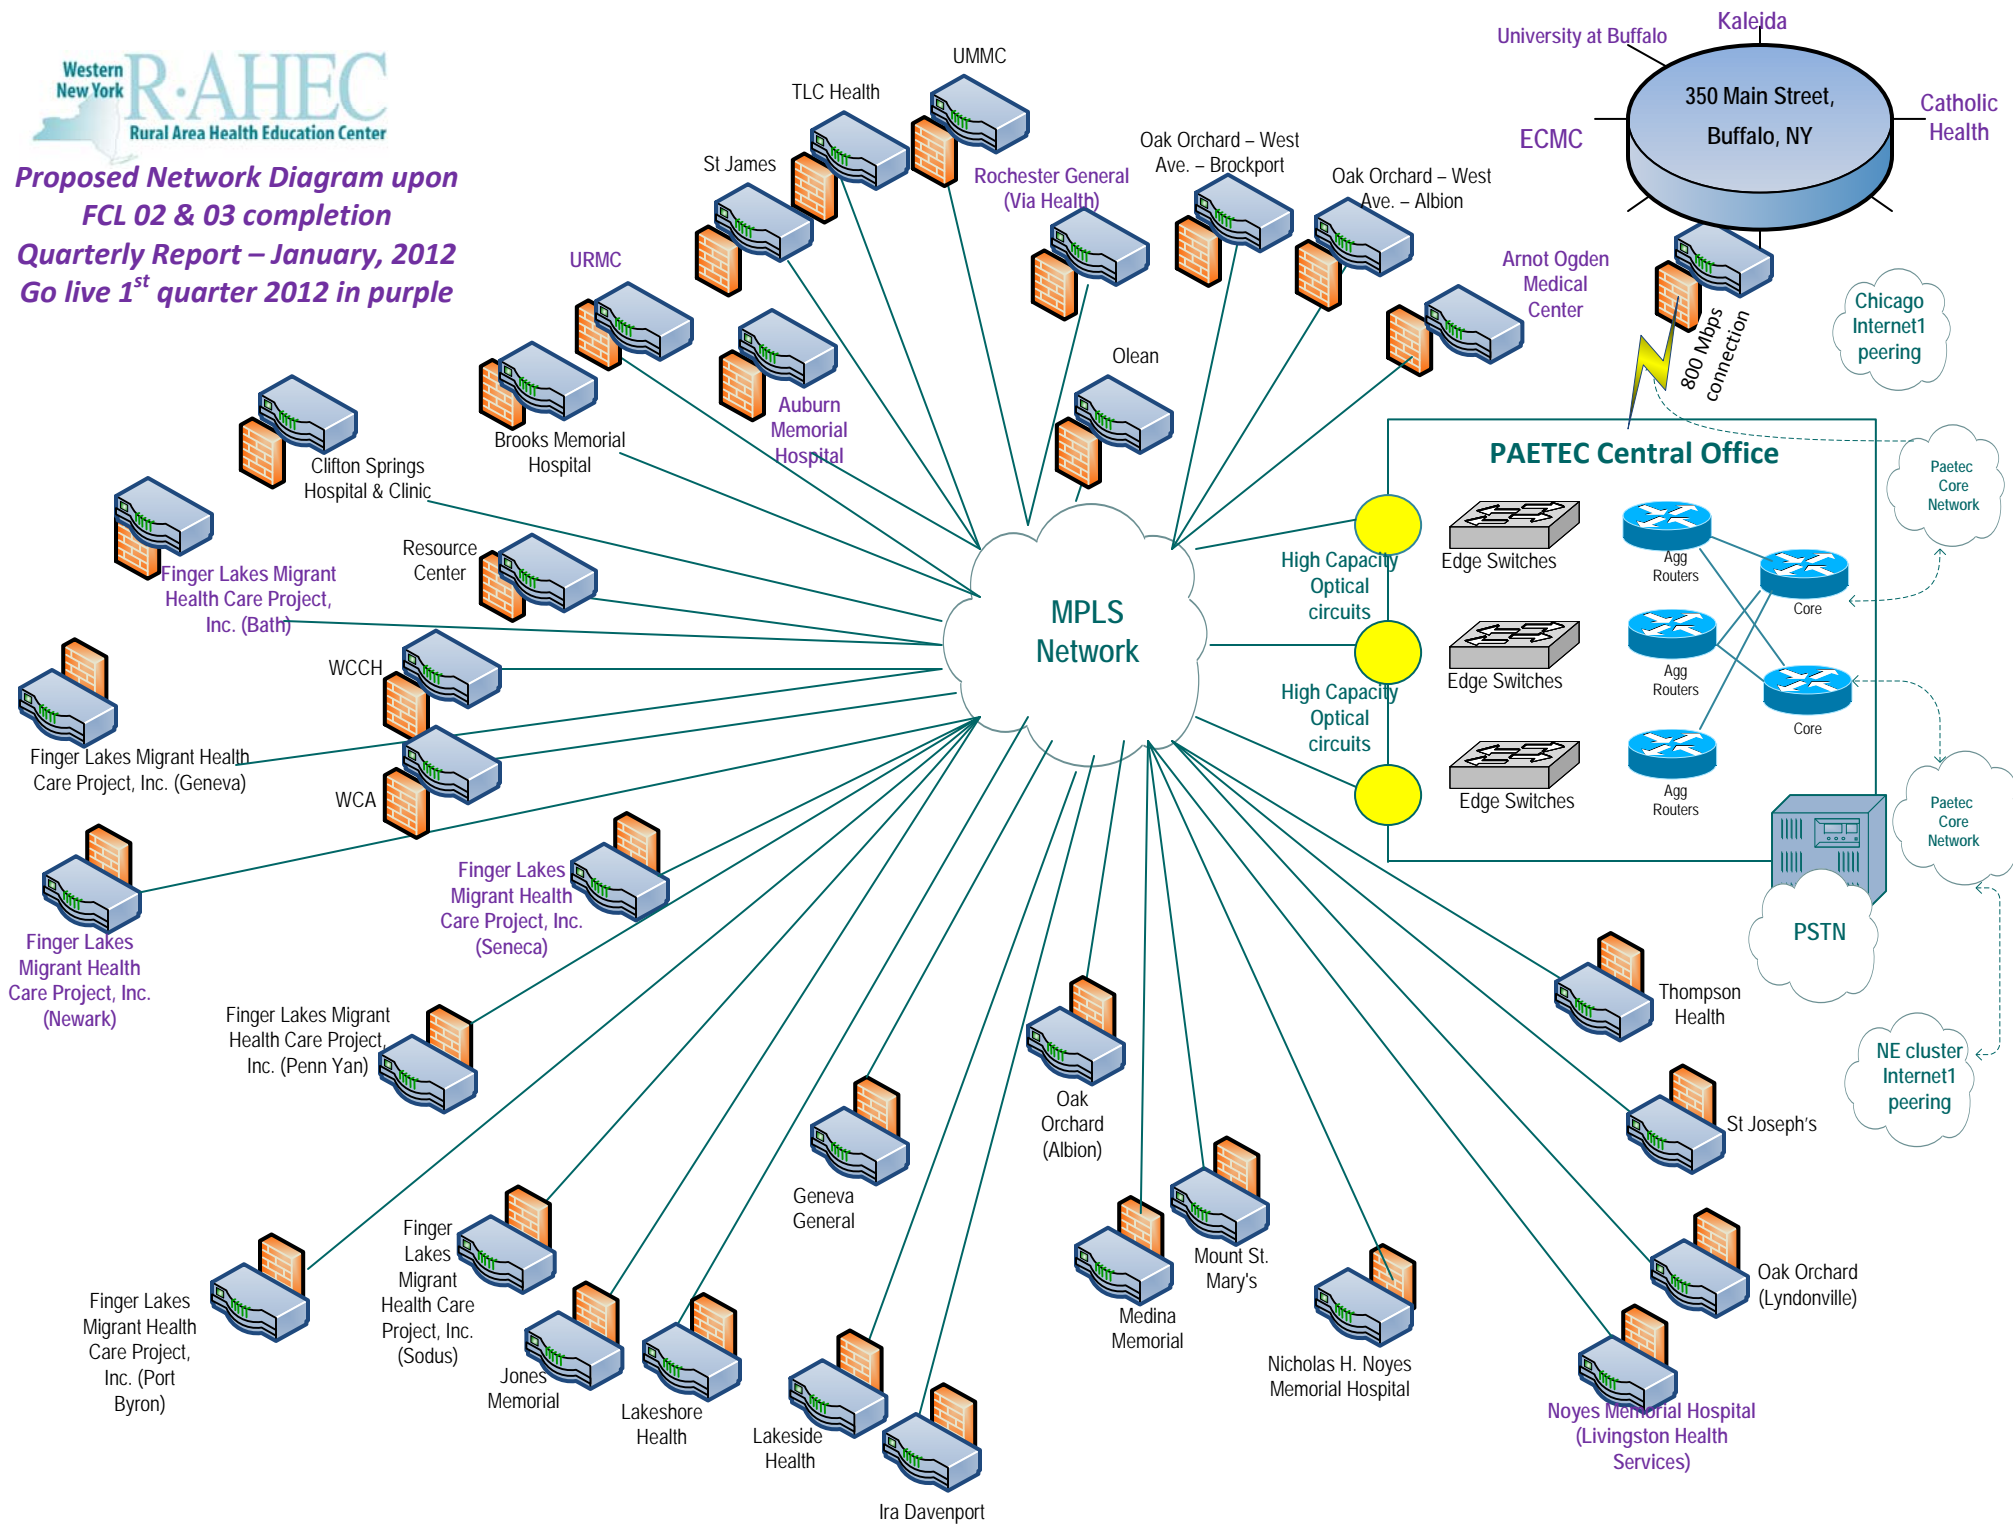 Western
New York
R·AHEC
Rural Area Health Education Center
Proposed Network Diagram upon
FCL 02 & 03 completion
Quarterly Report – January, 2012
Go live 1st quarter 2012 in purple
UMMC
TLC Health
St James
URMC
Rochester General
(Via Health)
Oak Orchard – West
Ave. – Brockport
Oak Orchard – West
Ave. – Albion
Arnot Ogden
Medical
Center
University at Buffalo
Kaleida
ECMC
350 Main Street,
Buffalo, NY
Catholic
Health
Chicago
Internet1
peering
800 Mbps
connection
Olean
Auburn
Memorial
Hospital
Brooks Memorial
Hospital
Clifton Springs
Hospital & Clinic
Resource
Center
Finger Lakes Migrant
Health Care Project,
Inc. (Bath)
WCCH
Finger Lakes Migrant Health
Care Project, Inc. (Geneva)
WCA
MPLS
Network
High Capacity
Optical
circuits
High Capacity
Optical
circuits
PAETEC Central Office
Edge Switches
Edge Switches
Edge Switches
Agg
Routers
Agg
Routers
Agg
Routers
Core
Core
Paetec
Core
Network
Paetec
Core
Network
PSTN
NE cluster
Internet1
peering
Finger Lakes
Migrant Health
Care Project, Inc.
(Newark)
Finger Lakes
Migrant Health
Care Project, Inc.
(Seneca)
Finger Lakes Migrant
Health Care Project,
Inc. (Penn Yan)
Finger Lakes
Migrant Health
Care Project,
Inc. (Port
Byron)
Finger
Lakes
Migrant
Health Care
Project, Inc.
(Sodus)
Jones
Memorial
Lakeshore
Health
Geneva
General
Lakeside
Health
Ira Davenport
Oak
Orchard
(Albion)
Medina
Memorial
Mount St.
Mary's
Nicholas H. Noyes
Memorial Hospital
Thompson
Health
St Joseph's
Oak Orchard
(Lyndonville)
Noyes Memorial Hospital
(Livingston Health
Services)